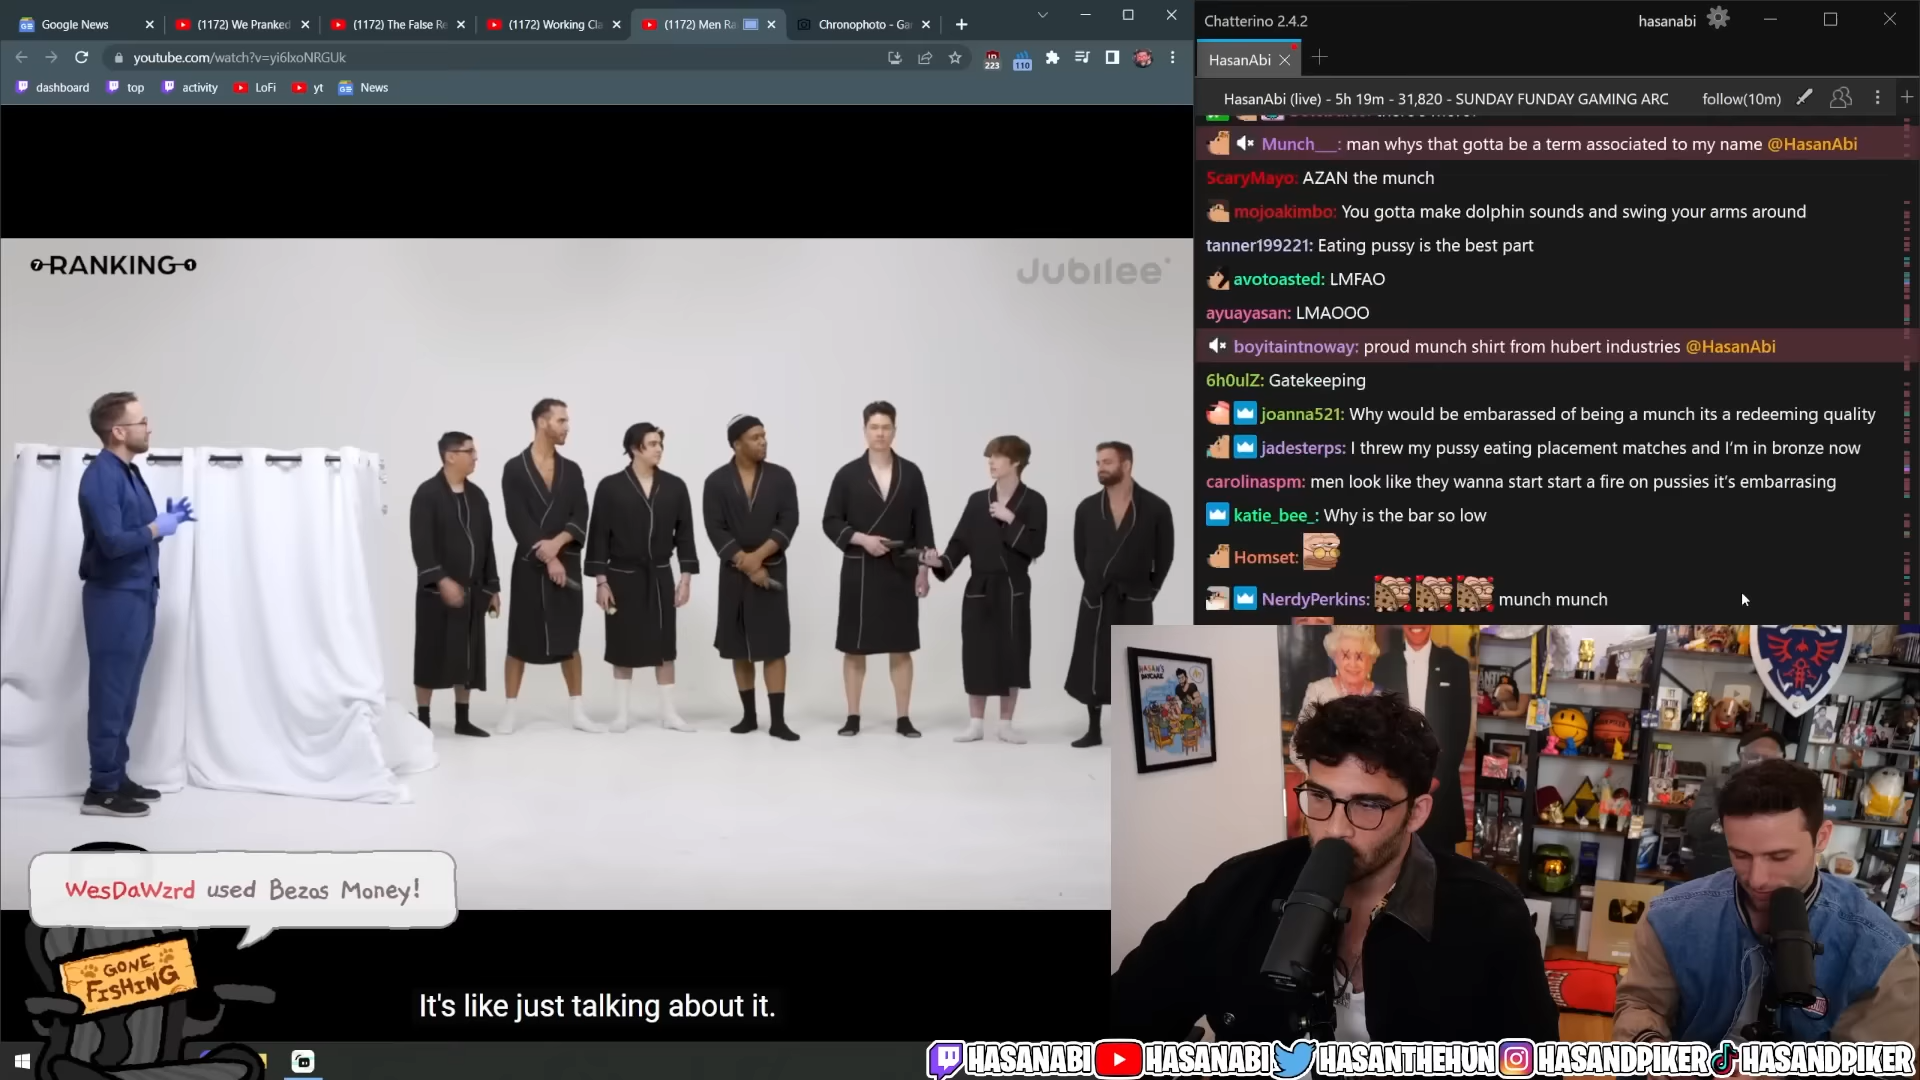 Google News
(1172) We Pranked
(1172) The False Re
(1172) Working Cla
(1172) Men Ra
Chronophoto - Ga
youtube.com/watch?v=yi6lxoNRGUk
223
110
dashboard
top
activity
LoFi
yt
News
7 RANKING 1
Jubilee
WesDaWzrd used Bezos Money!
GONE
FISHING
It's like just talking about it.
Chatterino 2.4.2
hasanabi
HasanAbi
HasanAbi (live) - 5h 19m - 31,820 - SUNDAY FUNDAY GAMING ARC
follow(10m)
Munch___: man whys that gotta be a term associated to my name @HasanAbi
ScaryMayo: AZAN the munch
mojoakimbo: You gotta make dolphin sounds and swing your arms around
tanner199221: Eating pussy is the best part
avotoasted: LMFAO
ayuayasan: LMAOOO
boyitaintnoway: proud munch shirt from hubert industries @HasanAbi
6h0ulZ: Gatekeeping
joanna521: Why would be embarassed of being a munch its a redeeming quality
jadesterps: I threw my pussy eating placement matches and I'm in bronze now
carolinaspm: men look like they wanna start start a fire on pussies it's embarrasing
katie_bee_: Why is the bar so low
Homset:
NerdyPerkins: munch munch
HASANABI
HASANABI
HASANTHEHUN
HASANDPIKER
HASANDPIKER